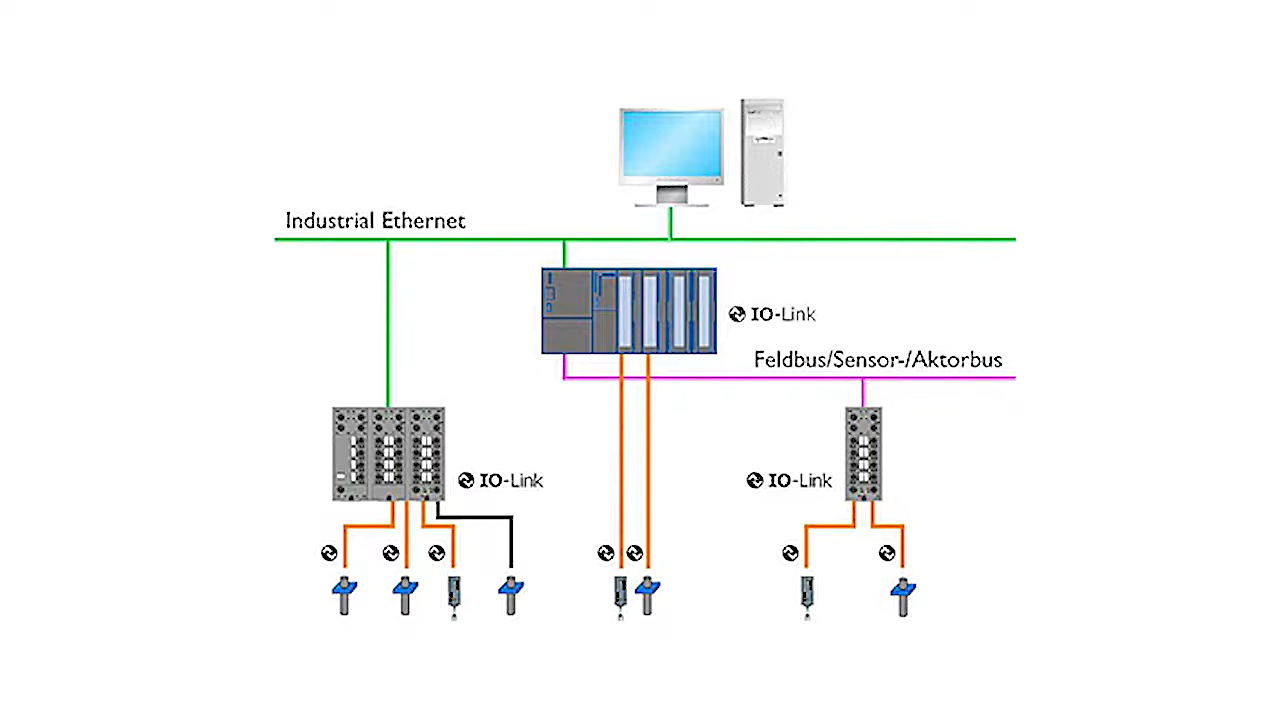 Industrial Ethernet
IO-Link
Feldbus/Sensor-/Aktorbus
IO-Link
IO-Link